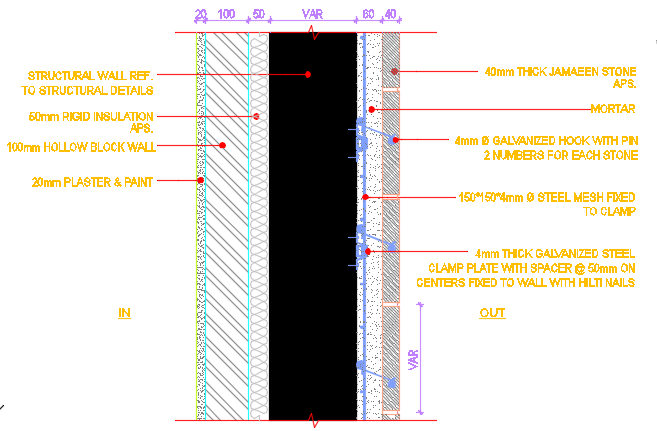 20 100 50 VAR 60 40
STRUCTURAL WALL REF.
TO STRUCTURAL DETAILS
50mm RIGID INSULATION
APS.
100mm HOLLOW BLOCK WALL
20mm PLASTER & PAINT
IN
40mm THICK JAMAEEN STONE
APS.
MORTAR
4mm Ø GALVANIZED HOOK WITH PIN
2 NUMBERS FOR EACH STONE
150*150*4mm Ø STEEL MESH FIXED
TO CLAMP
4mm THICK GALVANIZED STEEL
CLAMP PLATE WITH SPACER @ 50mm ON
CENTERS FIXED TO WALL WITH HILTI NAILS
OUT
VAR